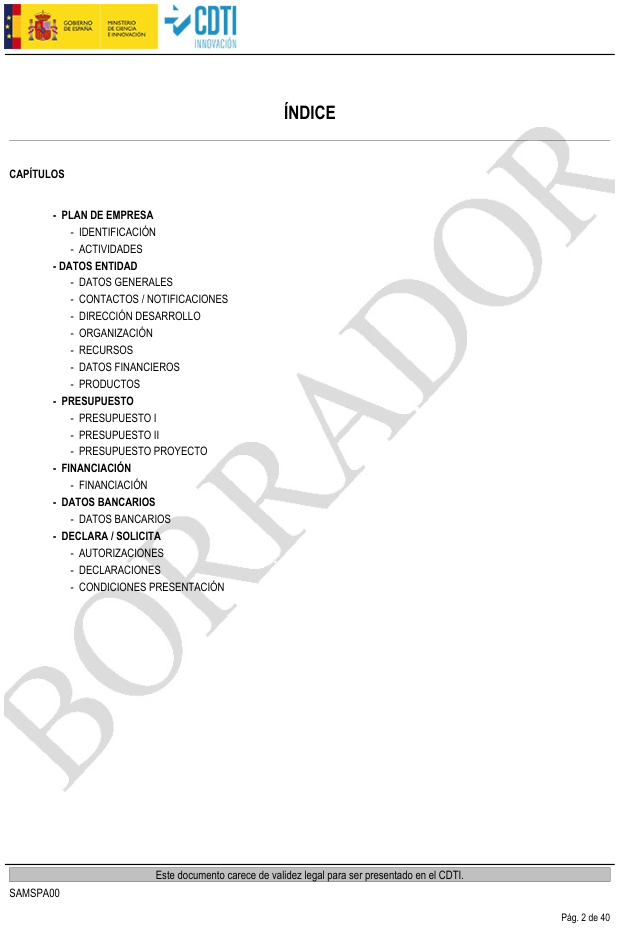 GOBIERNO
DE ESPAÑA
MINISTERIO
DE CIENCIA
E INNOVACIÓN
CDTI
INNOVACIÓN
ÍNDICE
CAPÍTULOS
- PLAN DE EMPRESA
- IDENTIFICACIÓN
- ACTIVIDADES
- DATOS ENTIDAD
- DATOS GENERALES
- CONTACTOS / NOTIFICACIONES
- DIRECCIÓN DESARROLLO
- ORGANIZACIÓN
- RECURSOS
- DATOS FINANCIEROS
- PRODUCTOS
- PRESUPUESTO
- PRESUPUESTO I
- PRESUPUESTO II
- PRESUPUESTO PROYECTO
- FINANCIACIÓN
- FINANCIACIÓN
- DATOS BANCARIOS
- DATOS BANCARIOS
- DECLARA / SOLICITA
- AUTORIZACIONES
- DECLARACIONES
- CONDICIONES PRESENTACIÓN
BORRADOR
Este documento carece de validez legal para ser presentado en el CDTI.
SAMSPA00
Pág. 2 de 40